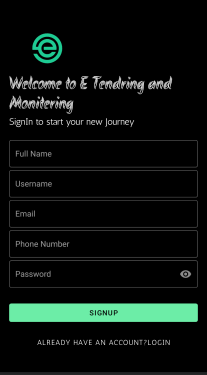 Welcome to E Tendring and
Monitering
SignIn to start your new Journey
Full Name
Username
Email
Phone Number
Password
SIGNUP
ALREADY HAVE AN ACCOUNT?LOGIN